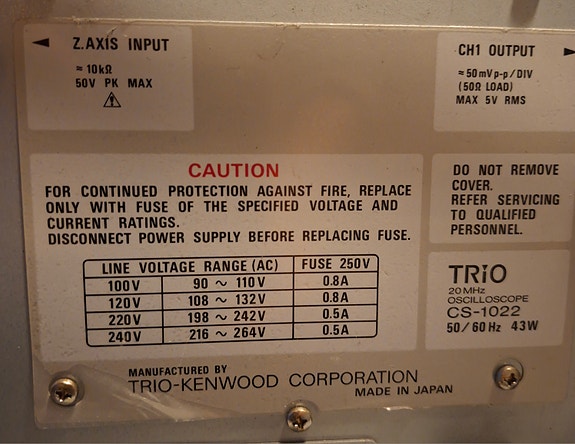 ◄ Z.AXIS INPUT
≈10kΩ
50V PK MAX
CH1 OUTPUT ►
≈50mVp-p/DIV
(50Ω LOAD)
MAX 5V RMS
CAUTION
FOR CONTINUED PROTECTION AGAINST FIRE, REPLACE
ONLY WITH FUSE OF THE SPECIFIED VOLTAGE AND
CURRENT RATINGS.
DISCONNECT POWER SUPPLY BEFORE REPLACING FUSE.
LINE VOLTAGE RANGE (AC) FUSE 250V
100V 90 ~ 110V 0.8A
120V 108 ~ 132V 0.8A
220V 198 ~ 242V 0.5A
240V 216 ~ 264V 0.5A
DO NOT REMOVE
COVER.
REFER SERVICING
TO QUALIFIED
PERSONNEL.
TRIO
20MHz
OSCILLOSCOPE
CS-1022
50/60Hz 43W
MANUFACTURED BY
TRIO-KENWOOD CORPORATION
MADE IN JAPAN